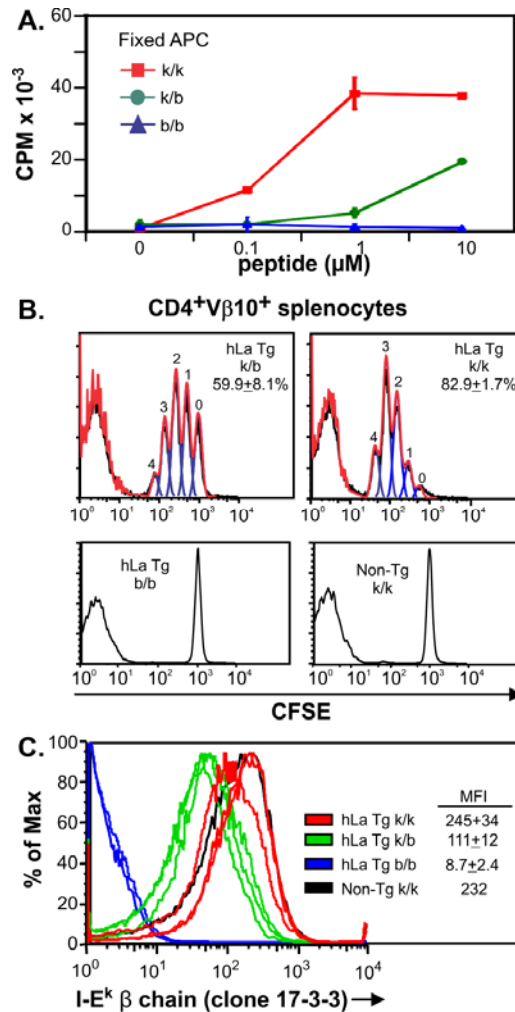 A.
60
40
20
0
CPM x 10⁻³
Fixed APC
k/k
k/b
b/b
0 0.1 1 10
peptide (µM)
B.
CD4⁺Vβ10⁺ splenocytes
hLa Tg
k/b
59.9±8.1%
4 3 2 1 0
10⁰ 10¹ 10² 10³ 10⁴
hLa Tg
k/k
82.9±1.7%
4 3 2 1 0
10⁰ 10¹ 10² 10³ 10⁴
hLa Tg
b/b
10⁰ 10¹ 10² 10³ 10⁴
Non-Tg
k/k
10⁰ 10¹ 10² 10³ 10⁴
CFSE
C.
100
80
60
40
20
0
% of Max
MFI
hLa Tg k/k 245+34
hLa Tg k/b 111±12
hLa Tg b/b 8.7±2.4
Non-Tg k/k 232
10¹ 10² 10³ 10⁴
I-Eᵏ β chain (clone 17-3-3)